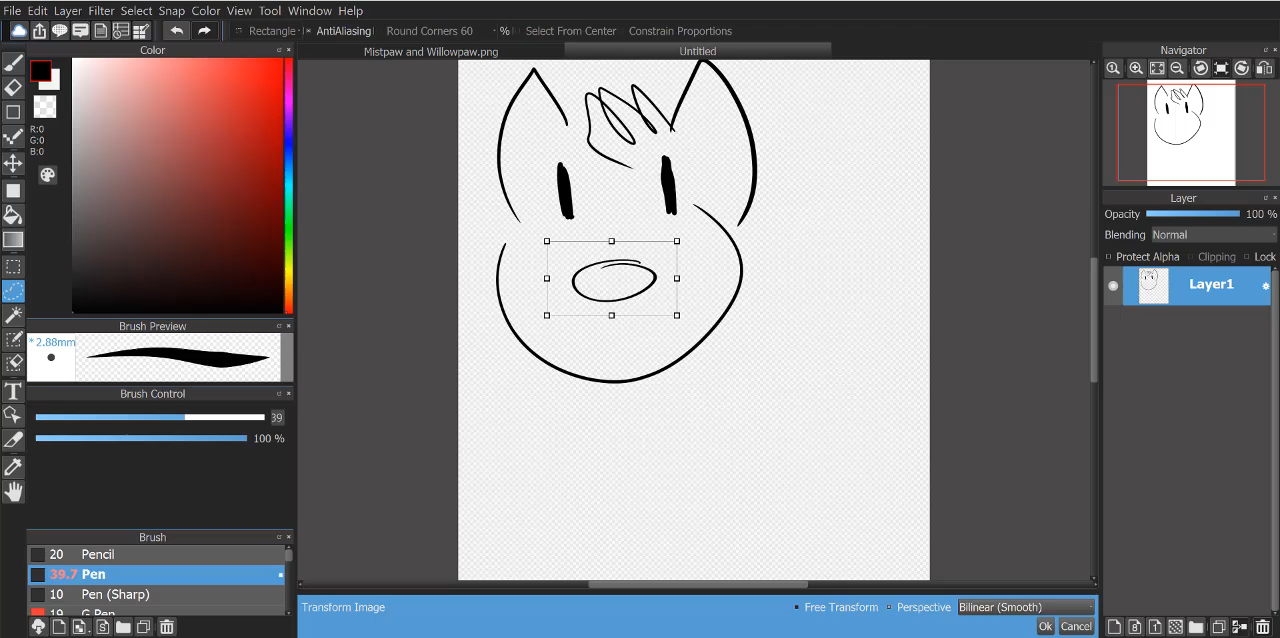 File Edit Layer Filter Select Snap Color View Tool Window Help
Rectangle AntiAliasing Round Corners 60 % Select From Center Constrain Proportions
Mistpaw and Willowpaw.png Untitled
Color
R:0
G:0
B:0
Brush Preview
* 2.88mm
Brush Control
39
100 %
Brush
20 Pencil
39.7 Pen
10 Pen (Sharp)
19 G Pen
Transform Image Free Transform Perspective Bilinear (Smooth)
Ok Cancel
Navigator
Layer
Opacity 100 %
Blending Normal
Protect Alpha Clipping Lock
Layer1